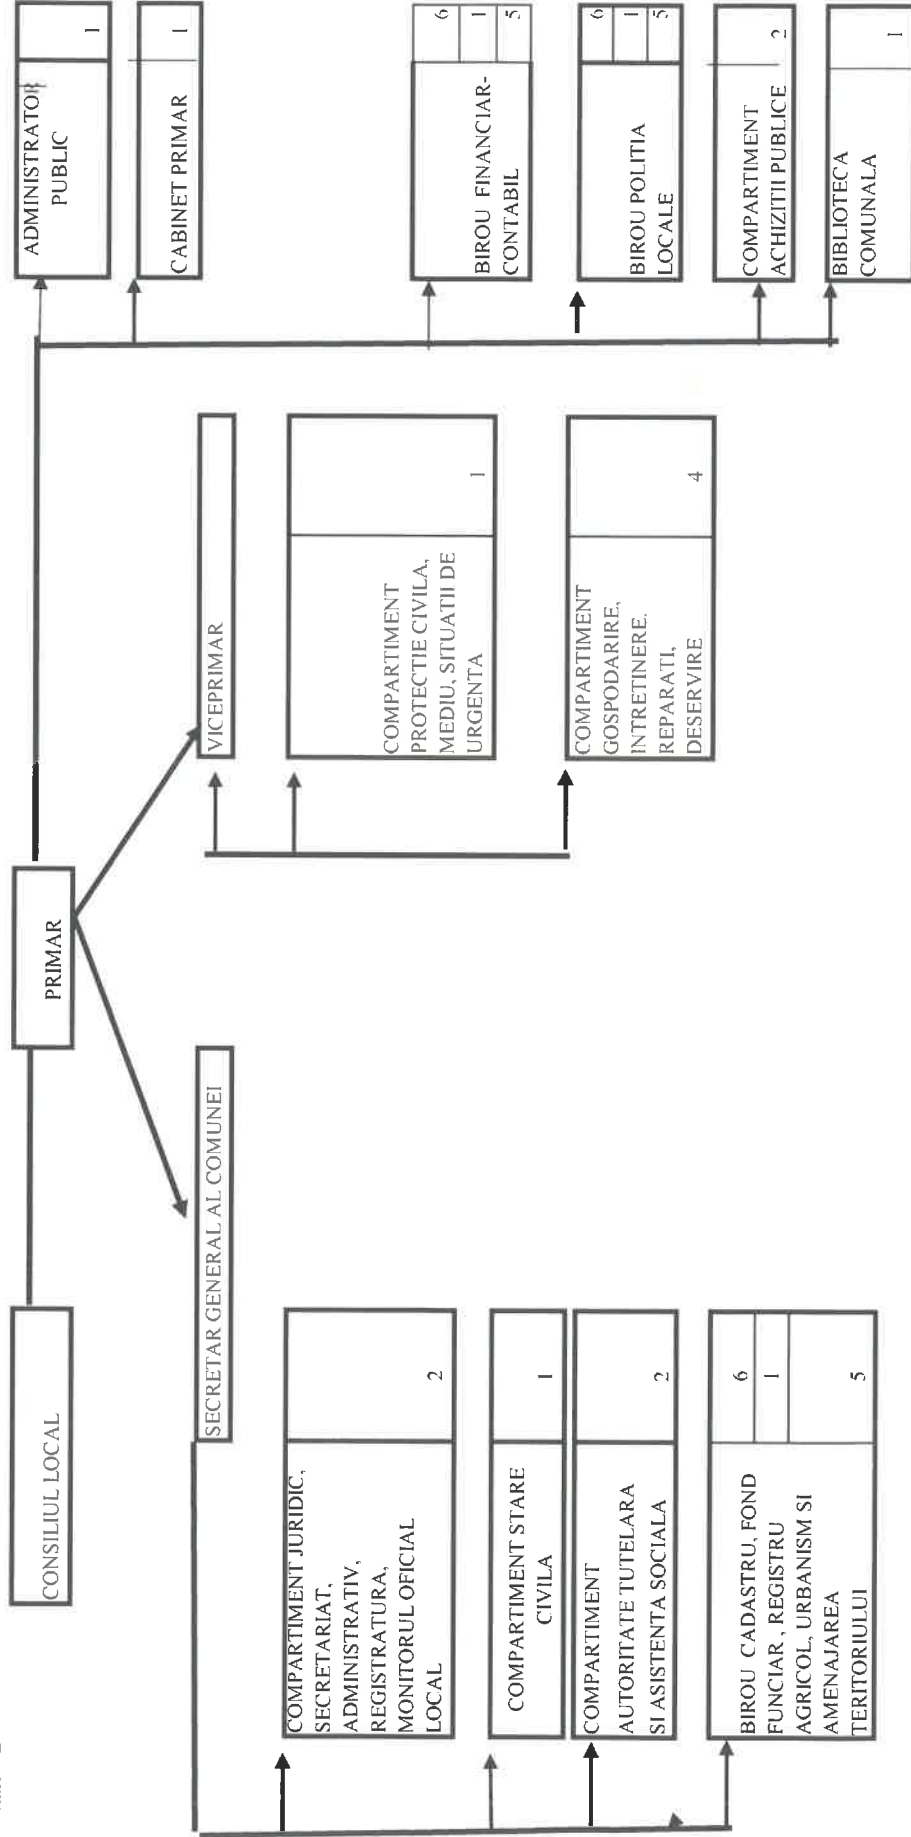 CONSILIUL LOCAL
PRIMAR
ADMINISTRATOR
PUBLIC
1
CABINET PRIMAR
1
SECRETAR GENERAL AL COMUNEI
VICEPRIMAR
COMPARTIMENT JURIDIC,
SECRETARIAT,
ADMINISTRATIV,
REGISTRATURA,
MONITORUL OFICIAL
LOCAL
2
COMPARTIMENT STARE
CIVILA
1
COMPARTIMENT
AUTORITATE TUTELARA
SI ASISTENTA SOCIALA
2
BIROU CADASTRU, FOND
FUNCIAR, REGISTRU
AGRICOL, URBANISM SI
AMENAJAREA
TERITORIULUI
6
1
5
COMPARTIMENT
PROTECTIE CIVILA,
MEDIU, SITUATII DE
URGENTA
1
COMPARTIMENT
GOSPODARIRE,
INTRETINERE.
REPARATI,
DESERVIRE
4
BIROU FINANCIAR-
CONTABIL
6
1
5
BIROU POLITIA
LOCALE
6
1
5
COMPARTIMENT
ACHIZITII PUBLICE
2
BIBLIOTECA
COMUNALA
1